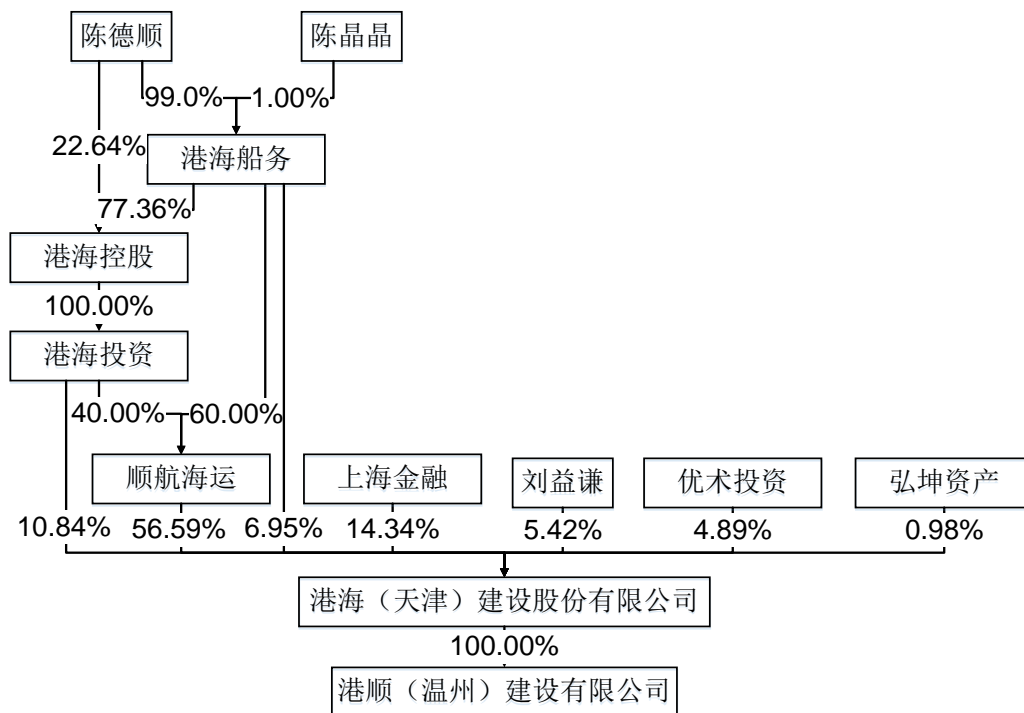 陈德顺
陈晶晶
99.0%
1.00%
22.64%
港海船务
77.36%
港海控股
100.00%
港海投资
40.00%
60.00%
顺航海运
上海金融
刘益谦
优术投资
弘坤资产
10.84%
56.59%
6.95%
14.34%
5.42%
4.89%
0.98%
港海（天津）建设股份有限公司
100.00%
港顺（温州）建设有限公司